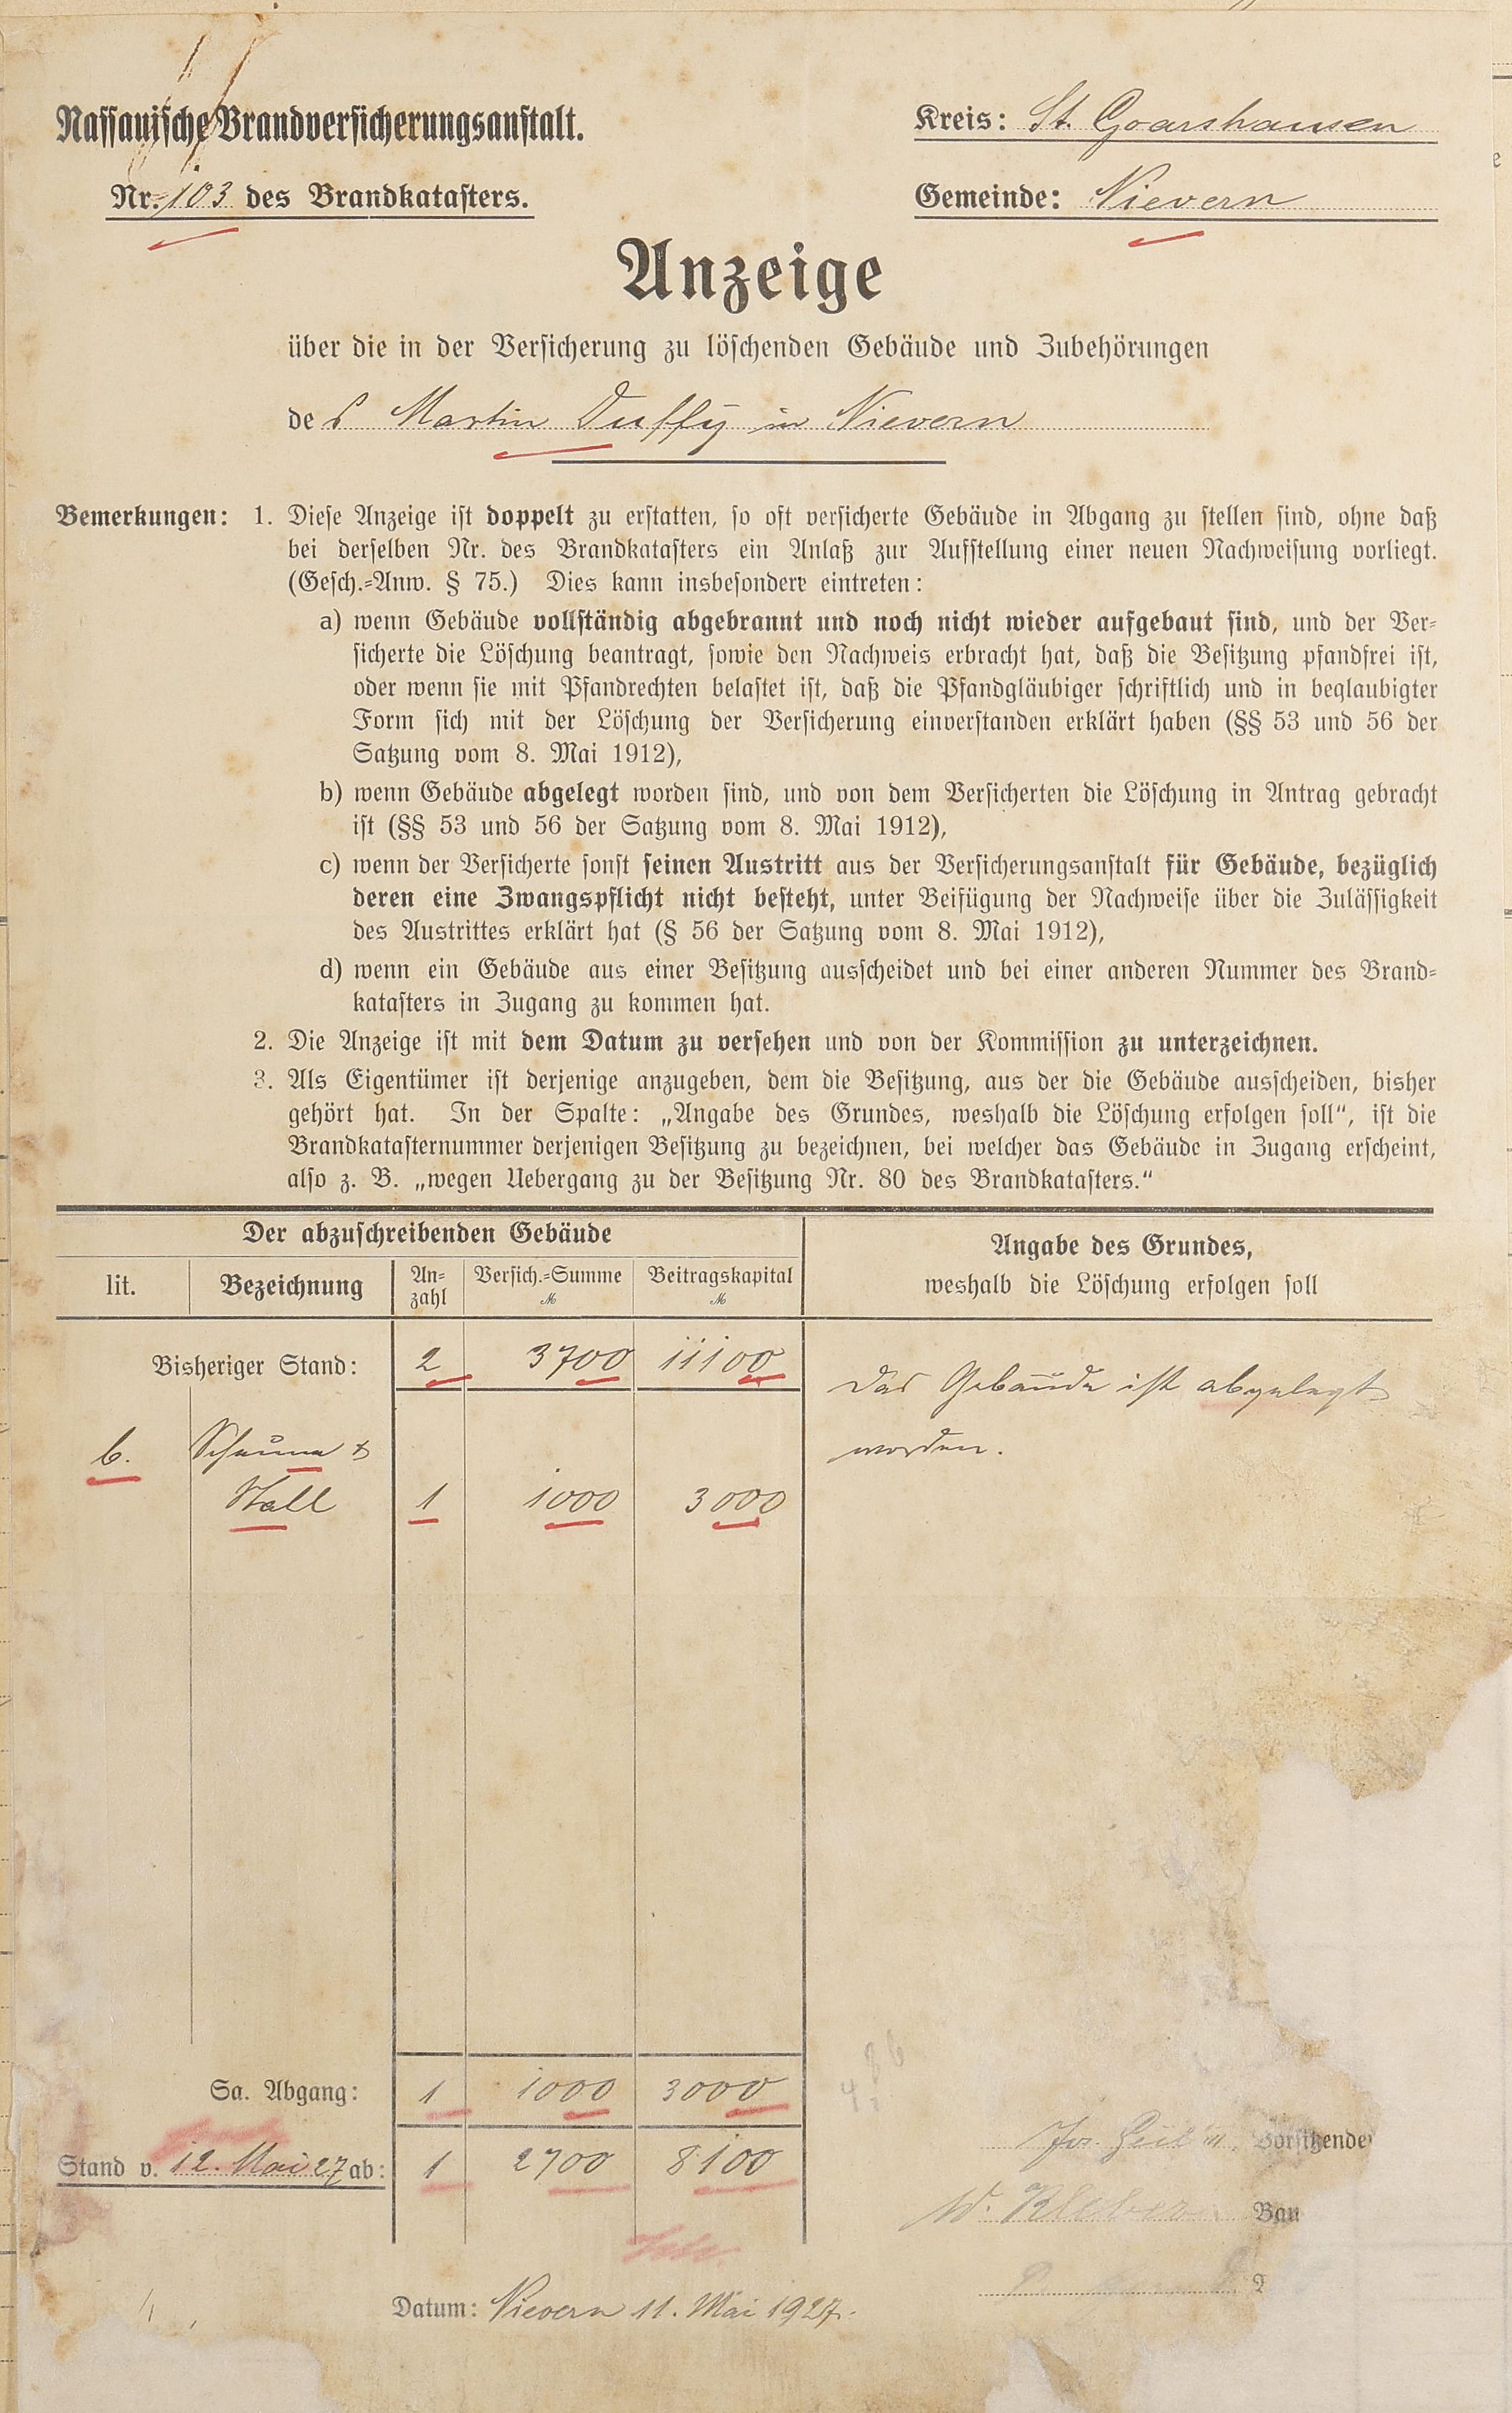 Nassauische Brandversicherungsanstalt.
Nr. 103 des Brandkatasters.
Kreis: St. Goarshausen
Gemeinde: Nievern
Anzeige
über die in der Versicherung zu löschenden Gebäude und Zubehörungen
des Martin Duffy in Nievern
Bemerkungen: 1. Diese Anzeige ist doppelt zu erstatten, so oft versicherte Gebäude in Abgang zu stellen sind, ohne daß
bei derselben Nr. des Brandkatasters ein Anlaß zur Aufstellung einer neuen Nachweisung vorliegt.
(Gesch.=Anw. § 75.) Dies kann insbesondere eintreten:
a) wenn Gebäude vollständig abgebrannt und noch nicht wieder aufgebaut sind, und der Ver=
sicherte die Löschung beantragt, sowie den Nachweis erbracht hat, daß die Besitzung pfandfrei ist,
oder wenn sie mit Pfandrechten belastet ist, daß die Pfandgläubiger schriftlich und in beglaubigter
Form sich mit der Löschung der Versicherung einverstanden erklärt haben (§§ 53 und 56 der
Satzung vom 8. Mai 1912),
b) wenn Gebäude abgelegt worden sind, und von dem Versicherten die Löschung in Antrag gebracht
ist (§§ 53 und 56 der Satzung vom 8. Mai 1912),
c) wenn der Versicherte sonst seinen Austritt aus der Versicherungsanstalt für Gebäude, bezüglich
deren eine Zwangspflicht nicht besteht, unter Beifügung der Nachweise über die Zulässigkeit
des Austrittes erklärt hat (§ 56 der Satzung vom 8. Mai 1912),
d) wenn ein Gebäude aus einer Besitzung ausscheidet und bei einer anderen Nummer des Brand=
katasters in Zugang zu kommen hat.
2. Die Anzeige ist mit dem Datum zu versehen und von der Kommission zu unterzeichnen.
3. Als Eigentümer ist derjenige anzugeben, dem die Besitzung, aus der die Gebäude ausscheiden, bisher
gehört hat. In der Spalte: „Angabe des Grundes, weshalb die Löschung erfolgen soll“, ist die
Brandkatasternummer derjenigen Besitzung zu bezeichnen, bei welcher das Gebäude in Zugang erscheint,
also z. B. „wegen Uebergang zu der Besitzung Nr. 80 des Brandkatasters.“
Der abzuschreibenden Gebäude
Angabe des Grundes,
weshalb die Löschung erfolgen soll
lit. Bezeichnung An=
zahl
Versich.=Summe
ℳ
Beitragskapital
ℳ
Bisheriger Stand: 2 3700 11100
Das Gebäude ist abgelegt
worden.
b. Scheune &
Stall 1 1000 3000
Sa. Abgang: 1 1000 3000
Stand v. 12. Mai 27 ab: 1 2700 8100
Jos. Geil III. Vorsitzende
W. Kleber Bau
Datum: Nievern 11. Mai 1927.